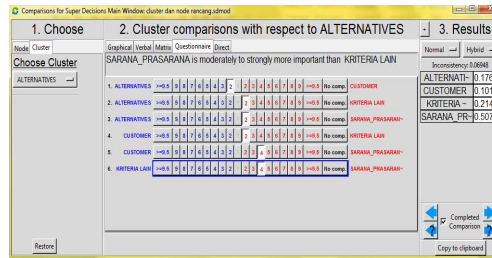 Comparisons for Super Decisions Main Window: cluster dan node rancang.sdmod
1. Choose
Node Cluster
Choose Cluster
ALTERNATIVES
Restore
2. Cluster comparisons with respect to ALTERNATIVES
Graphical Verbal Matrix Questionnaire Direct
SARANA_PRASARANA is moderately to strongly more important than KRITERIA LAIN
1. ALTERNATIVES >=9.5 9 8 7 6 5 4 3 2 2 3 4 5 6 7 8 9 >=9.5 No comp. CUSTOMER
2. ALTERNATIVES >=9.5 9 8 7 6 5 4 3 2 2 3 4 5 6 7 8 9 >=9.5 No comp. KRITERIA LAIN
3. ALTERNATIVES >=9.5 9 8 7 6 5 4 3 2 2 3 4 5 6 7 8 9 >=9.5 No comp. SARANA_PRASARAN~
4. CUSTOMER >=9.5 9 8 7 6 5 4 3 2 2 3 4 5 6 7 8 9 >=9.5 No comp. KRITERIA LAIN
5. CUSTOMER >=9.5 9 8 7 6 5 4 3 2 2 3 4 5 6 7 8 9 >=9.5 No comp. SARANA_PRASARAN~
6. KRITERIA LAIN >=9.5 9 8 7 6 5 4 3 2 2 3 4 5 6 7 8 9 >=9.5 No comp. SARANA_PRASARAN~
3. Results
Normal Hybrid
Inconsistency: 0.06948
ALTERNATI~ 0.176
CUSTOMER 0.101
KRITERIA ~ 0.214
SARANA_PR~ 0.507
Completed
Comparison
Copy to clipboard